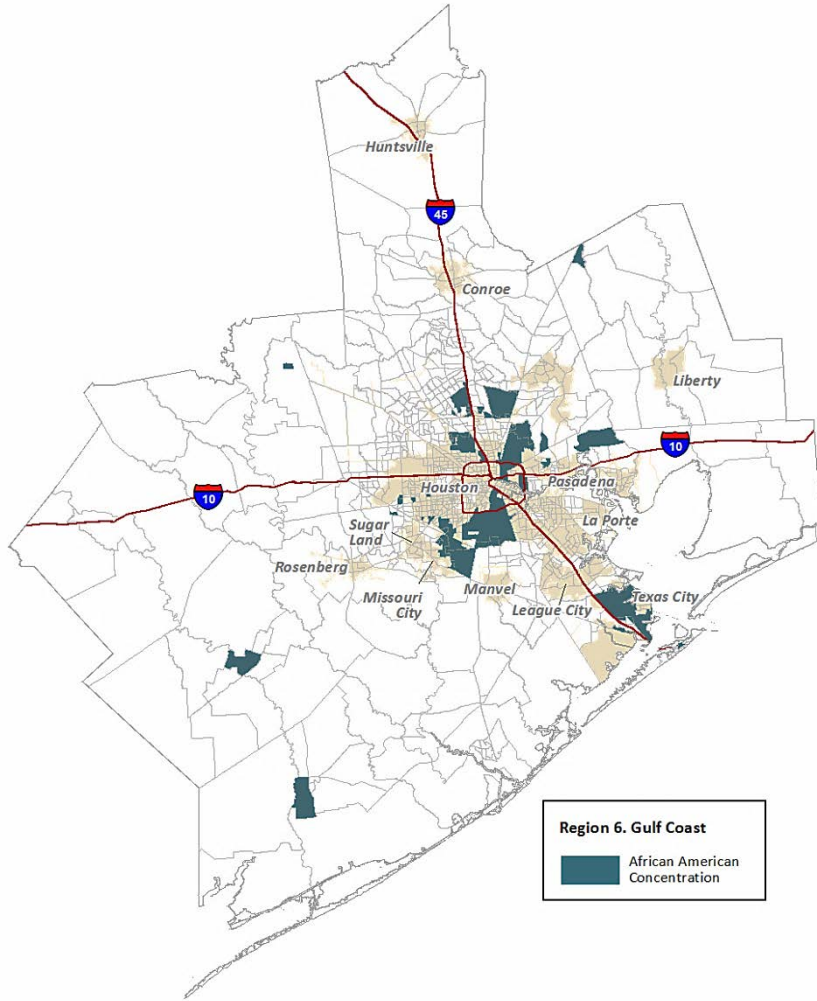 Huntsville
45
Conroe
Liberty
10
10
Houston
Pasadena
La Porte
Sugar
Land
Rosenberg
Missouri
City
Manvel
League City
Texas City
Region 6. Gulf Coast
African American
Concentration